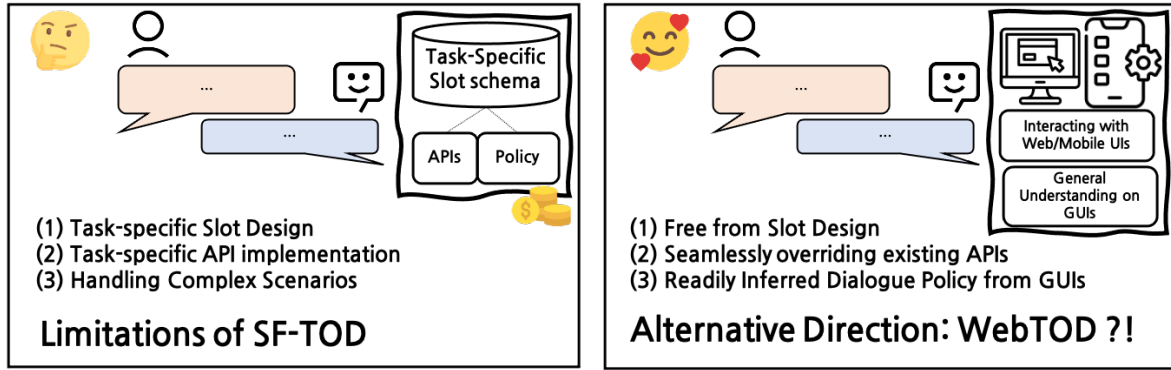 ...
...
Task-Specific
Slot schema
APIs
Policy
$
(1) Task-specific Slot Design
(2) Task-specific API implementation
(3) Handling Complex Scenarios
Limitations of SF-TOD
...
...
Interacting with
Web/Mobile UIs
General
Understanding on
GUIs
(1) Free from Slot Design
(2) Seamlessly overriding existing APIs
(3) Readily Inferred Dialogue Policy from GUIs
Alternative Direction: WebTOD ?!